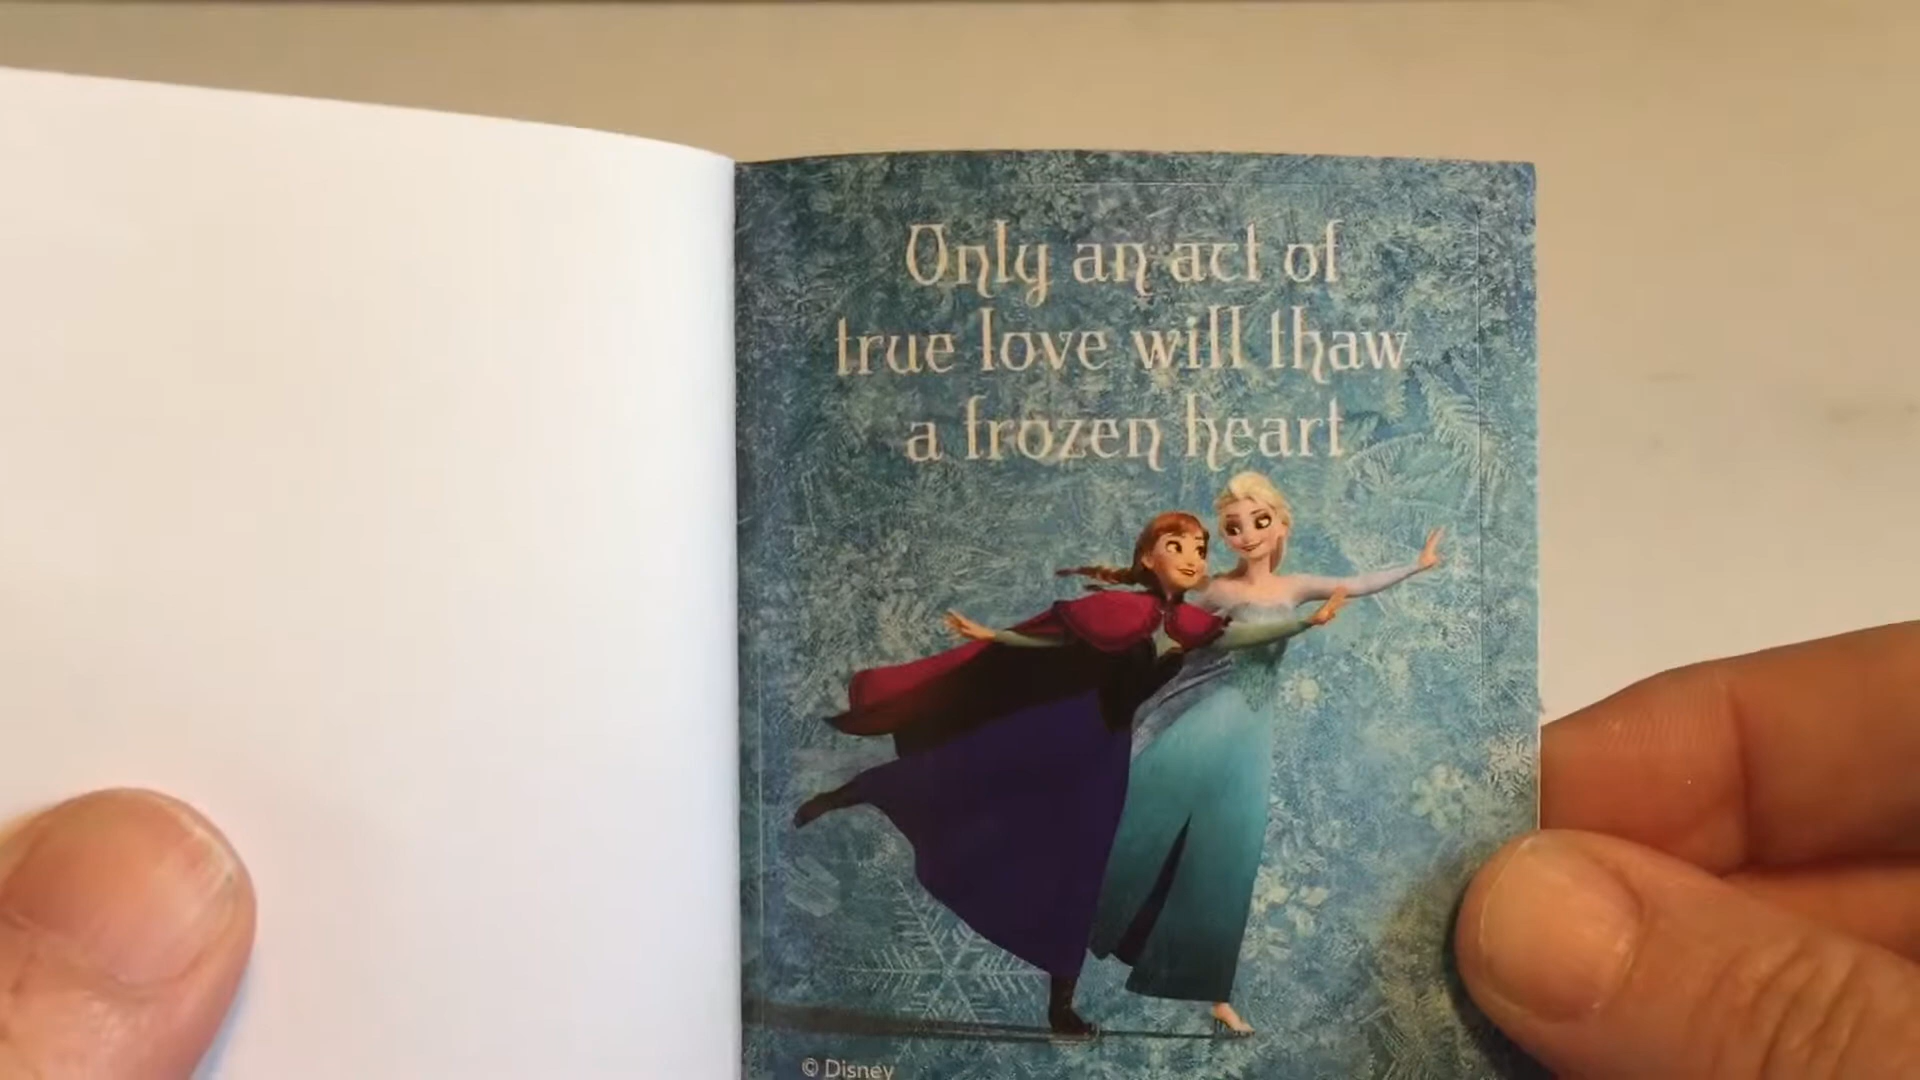 Only an act of
true love will thaw
a frozen heart
© Disney